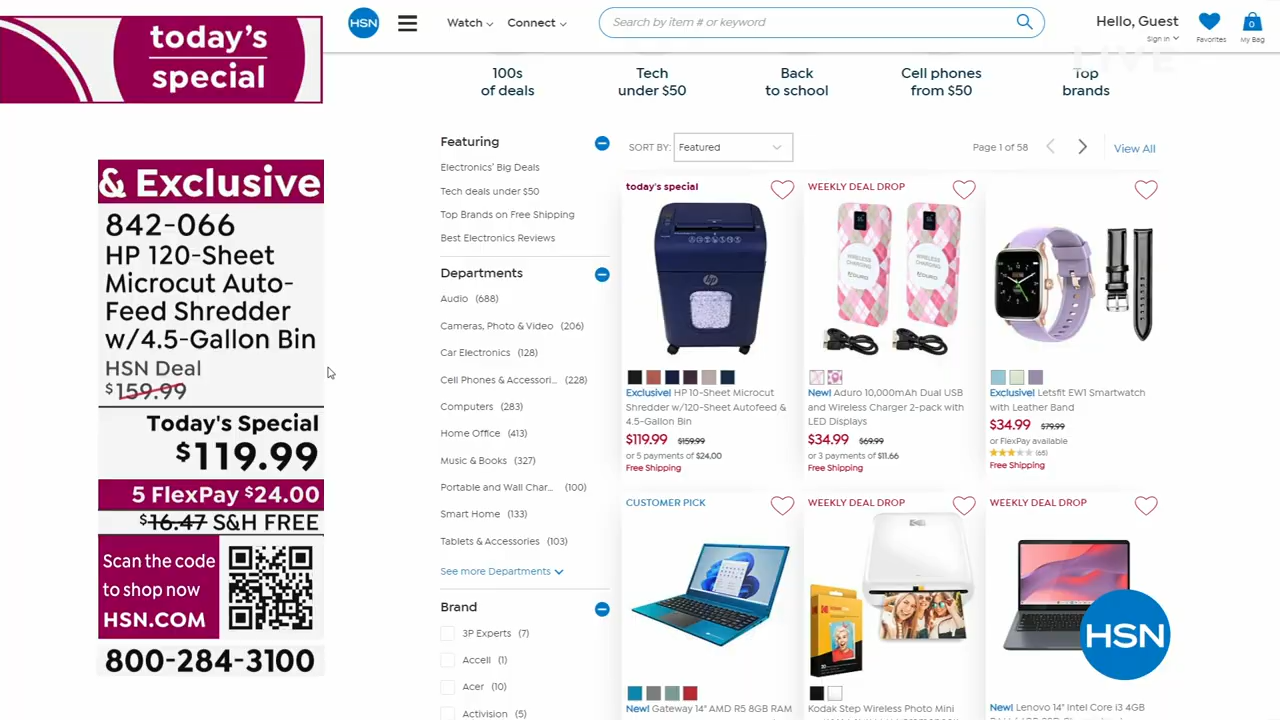 today's
special
& Exclusive
842-066
HP 120-Sheet
Microcut Auto-
Feed Shredder
w/4.5-Gallon Bin
HSN Deal
$159.99
Today's Special
$119.99
5 FlexPay $24.00
$16.47 S&H FREE
Scan the code
to shop now
HSN.COM
800-284-3100
HSN
Watch
Connect
Search by item # or keyword
Hello, Guest
Sign In
Favorites
0
My Bag
LIVE
100s
of deals
Tech
under $50
Back
to school
Cell phones
from $50
Top
brands
Featuring
Electronics' Big Deals
Tech deals under $50
Top Brands on Free Shipping
Best Electronics Reviews
Departments
Audio (688)
Cameras, Photo & Video (206)
Car Electronics (128)
Cell Phones & Accessori... (228)
Computers (283)
Home Office (413)
Music & Books (327)
Portable and Wall Char... (100)
Smart Home (133)
Tablets & Accessories (103)
See more Departments
Brand
3P Experts (7)
Accell (1)
Acer (10)
Activision (5)
SORT BY: Featured
Page 1 of 58
View All
today's special
hp
Exclusive! HP 10-Sheet Microcut
Shredder w/120-Sheet Autofeed &
4.5-Gallon Bin
$119.99 $159.99
or 5 payments of $24.00
Free Shipping
WEEKLY DEAL DROP
WIRELESS
CHARGING
ADURO
WIRELESS
CHARGING
ADURO
New! Aduro 10,000mAh Dual USB
and Wireless Charger 2-pack with
LED Displays
$34.99 $69.99
or 3 payments of $11.66
Free Shipping
Exclusive! Letsfit EW1 Smartwatch
with Leather Band
$34.99 $79.99
or FlexPay available
(65)
Free Shipping
CUSTOMER PICK
New! Gateway 14" AMD R5 8GB RAM
WEEKLY DEAL DROP
Kodak
Kodak Step Wireless Photo Mini
WEEKLY DEAL DROP
New! Lenovo 14" Intel Core i3 4GB
HSN